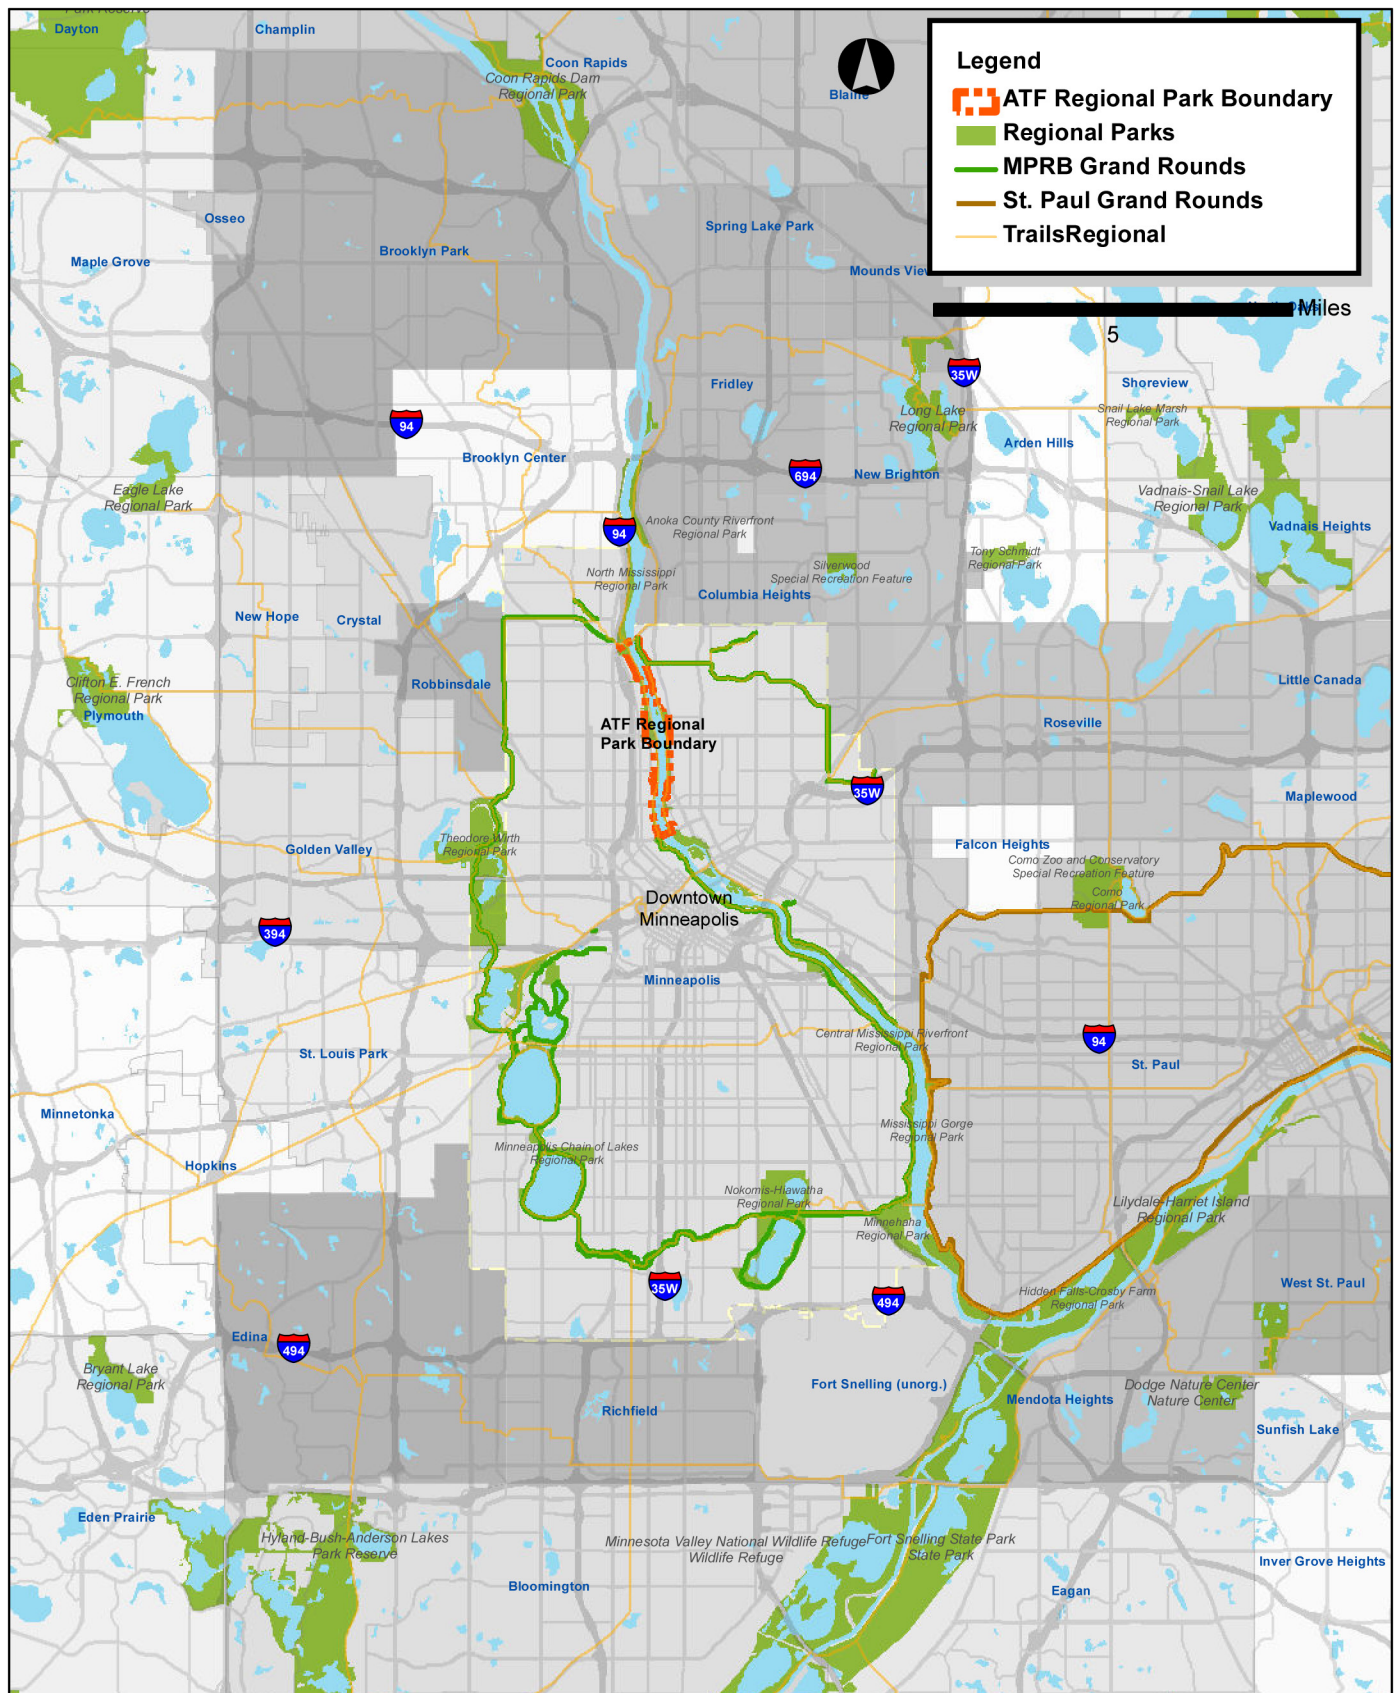 Park Reserve
Dayton
Champlin
Coon Rapids
Coon Rapids Dam
Regional Park
Blaine
Legend
ATF Regional Park Boundary
Regional Parks
MPRB Grand Rounds
St. Paul Grand Rounds
TrailsRegional
Miles
5
Osseo
Maple Grove
Brooklyn Park
Spring Lake Park
Mounds View
35W
Fridley
Shoreview
Long Lake
Regional Park
Snail Lake Marsh
Regional Park
94
Arden Hills
Brooklyn Center
694
New Brighton
Eagle Lake
Regional Park
Vadnais-Snail Lake
Regional Park
Anoka County Riverfront
Regional Park
94
Vadnais Heights
Tony Schmidt
Regional Park
North Mississippi
Regional Park
Silverwood
Special Recreation Feature
Columbia Heights
New Hope
Crystal
Clifton E. French
Regional Park
Plymouth
Robbinsdale
Little Canada
ATF Regional
Park Boundary
Roseville
35W
Maplewood
Theodore Wirth
Regional Park
Golden Valley
Falcon Heights
Como Zoo and Conservatory
Special Recreation Feature
Como
Regional Park
Downtown
Minneapolis
394
Minneapolis
Central Mississippi Riverfront
Regional Park
94
St. Louis Park
St. Paul
Minnetonka
Mississippi Gorge
Regional Park
Minneapolis Chain of Lakes
Regional Park
Hopkins
Nokomis-Hiawatha
Regional Park
Lilydale-Harriet Island
Regional Park
Minnehaha
Regional Park
35W
494
Hidden Falls-Crosby Farm
Regional Park
West St. Paul
Edina
494
Bryant Lake
Regional Park
Fort Snelling (unorg.)
Mendota Heights
Dodge Nature Center
Nature Center
Richfield
Sunfish Lake
Eden Prairie
Hyland-Bush-Anderson Lakes
Park Reserve
Minnesota Valley National Wildlife Refuge
Wildlife Refuge
Fort Snelling State Park
State Park
Inver Grove Heights
Bloomington
Eagan